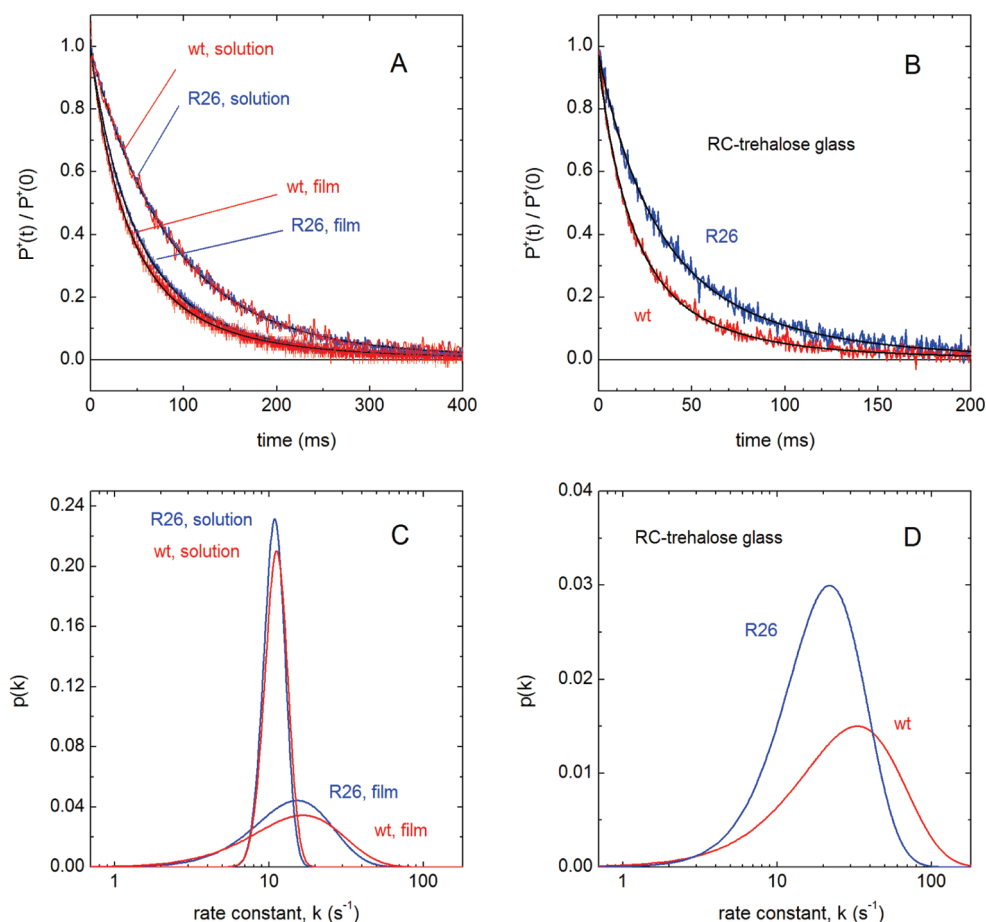 A
wt, solution
R26, solution
wt, film
R26, film
P⁺(t) / P⁺(0)
1.0
0.8
0.6
0.4
0.2
0.0
0
100
200
300
400
time (ms)
B
RC-trehalose glass
R26
wt
P⁺(t) / P⁺(0)
1.0
0.8
0.6
0.4
0.2
0.0
0
50
100
150
200
time (ms)
C
R26, solution
wt, solution
R26, film
wt, film
p(k)
0.24
0.20
0.16
0.12
0.08
0.04
0.00
1
10
100
rate constant, k (s⁻¹)
D
RC-trehalose glass
R26
wt
p(k)
0.04
0.03
0.02
0.01
0.00
1
10
100
rate constant, k (s⁻¹)